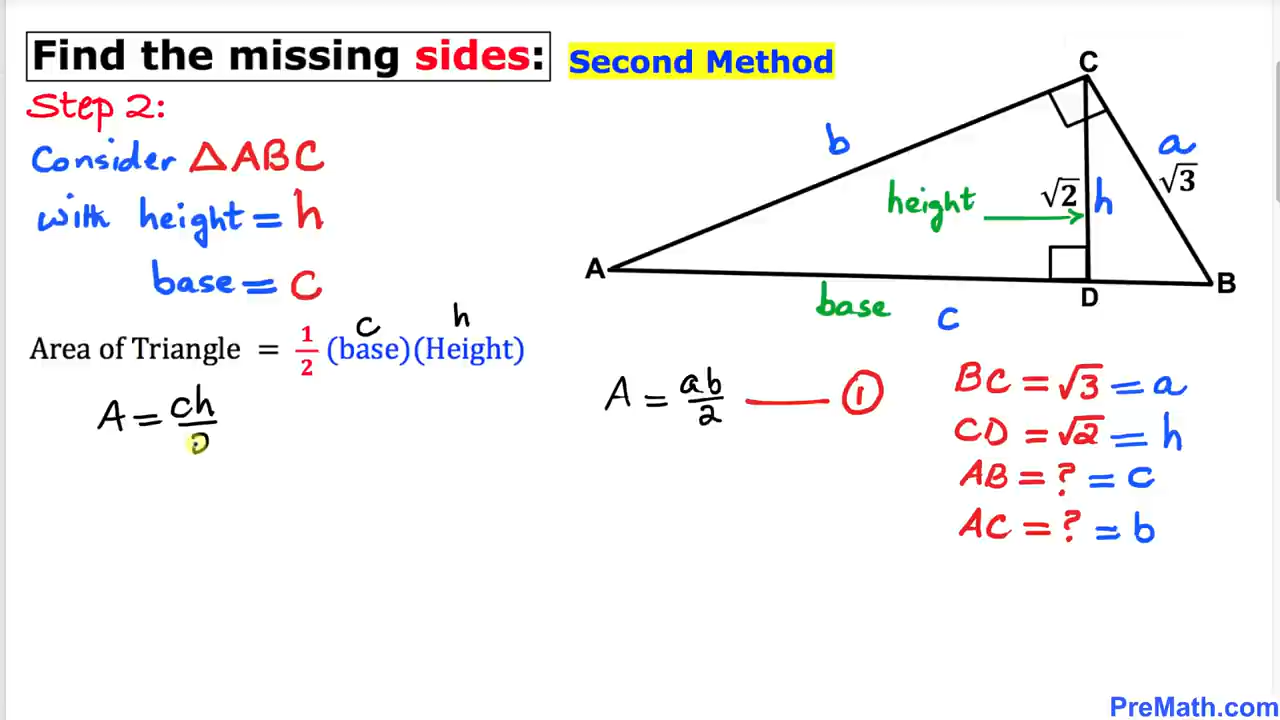 Find the missing sides:
Second Method
Step 2:
Consider △ABC
with height = h
base = c
c h
Area of Triangle = 1/2 (base)(Height)
A = ch/2
C
b
a
√3
height
√2 h
A
B
D
base
c
A = ab/2 —— ①
BC = √3 = a
CD = √2 = h
AB = ? = c
AC = ? = b
PreMath.com